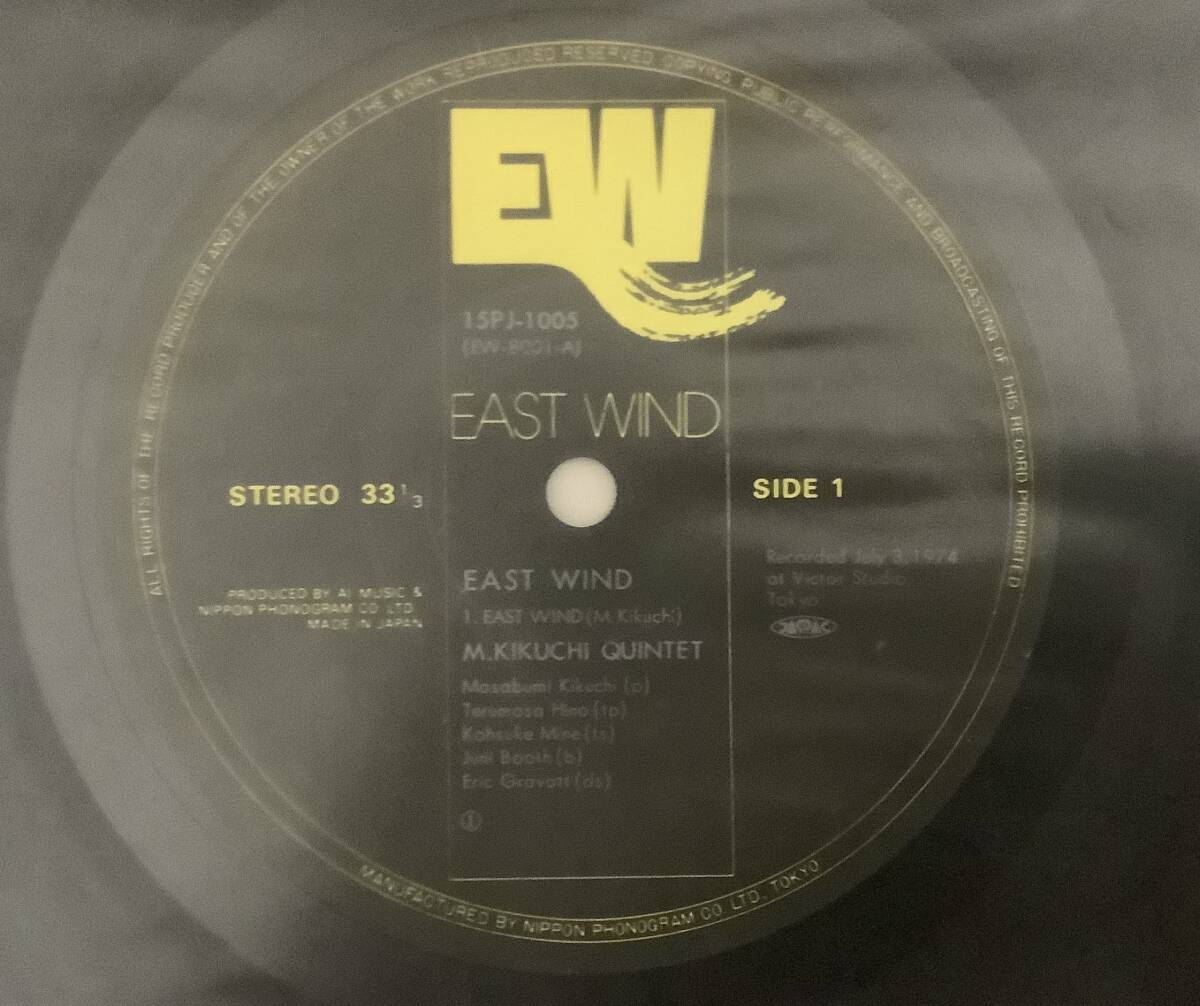 ALL RIGHTS OF THE RECORD PRODUCER AND OF THE OWNER OF THE WORK REPRODUCED RESERVED. COPYING, PUBLIC PERFORMANCE AND BROADCASTING OF THIS RECORD PROHIBITED
EW
15PJ-1005
(EW-8001-A)
EAST WIND
STEREO 33 1/3
SIDE 1
PRODUCED BY AI MUSIC &
NIPPON PHONOGRAM CO LTD.
MADE IN JAPAN
Recorded July 3, 1974
at Victor Studio,
Tokyo
EAST WIND
1. EAST WIND (M. Kikuchi)
M.KIKUCHI QUINTET
Masabumi Kikuchi (p)
Terumasa Hino (tp)
Kohsuke Mine (ts)
Juni Booth (b)
Eric Gravatt (ds)
MANUFACTURED BY NIPPON PHONOGRAM CO. LTD., TOKYO